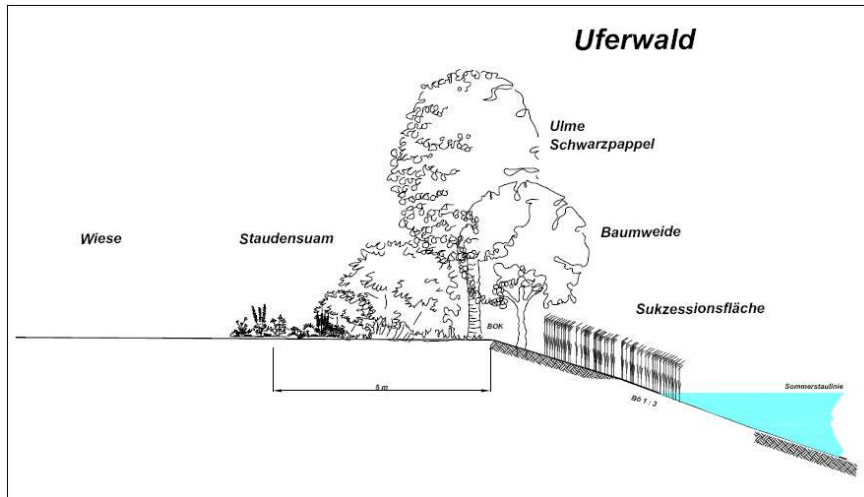 Uferwald
Ulme
Schwarzpappel
Wiese
Staudensuam
Baumweide
Sukzessionsfläche
BOK
Sommerstaulinie
5 m
Bö 1 : 3